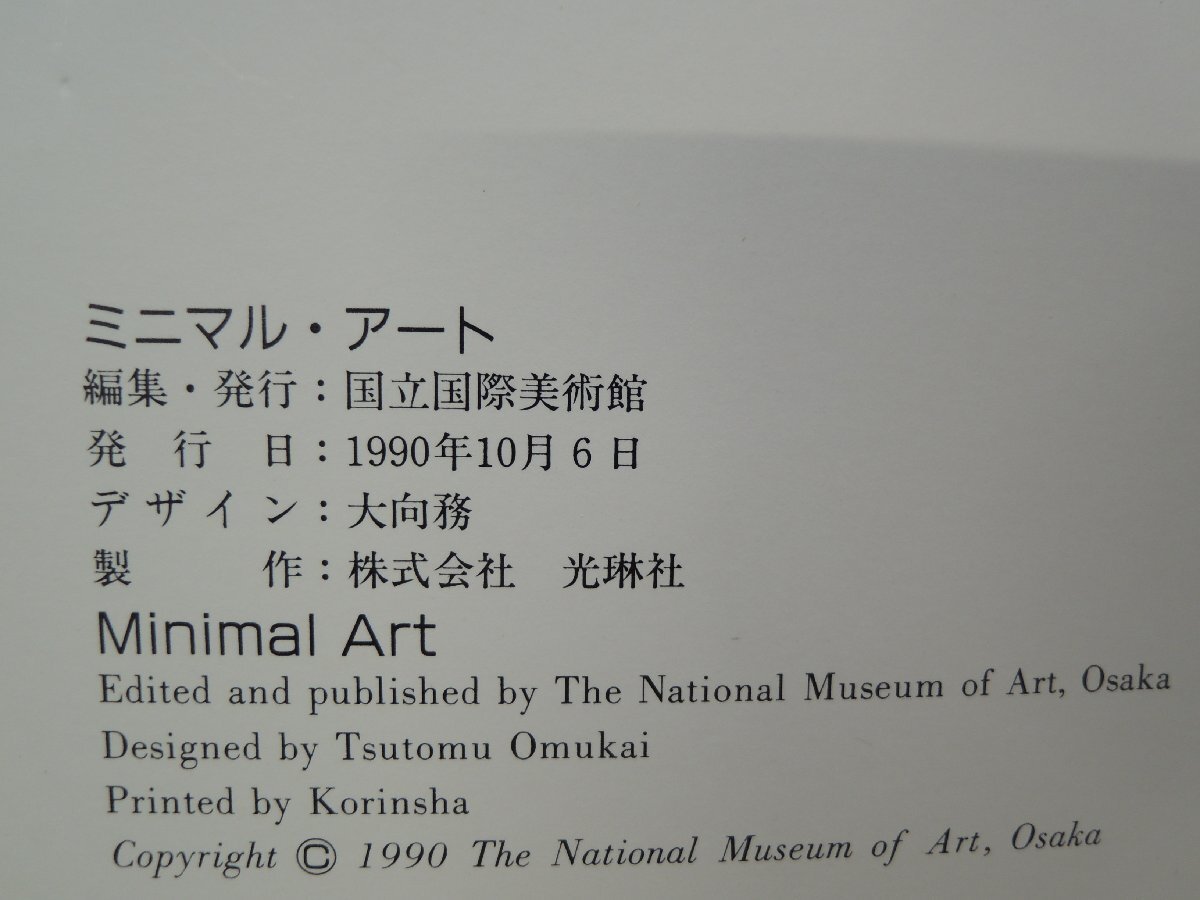 ミニマル・アート
編集・発行：国立国際美術館
発 行 日：1990年10月6日
デザイン：大向務
製 作：株式会社 光琳社
Minimal Art
Edited and published by The National Museum of Art, Osaka
Designed by Tsutomu Omukai
Printed by Korinsha
Copyright © 1990 The National Museum of Art, Osaka